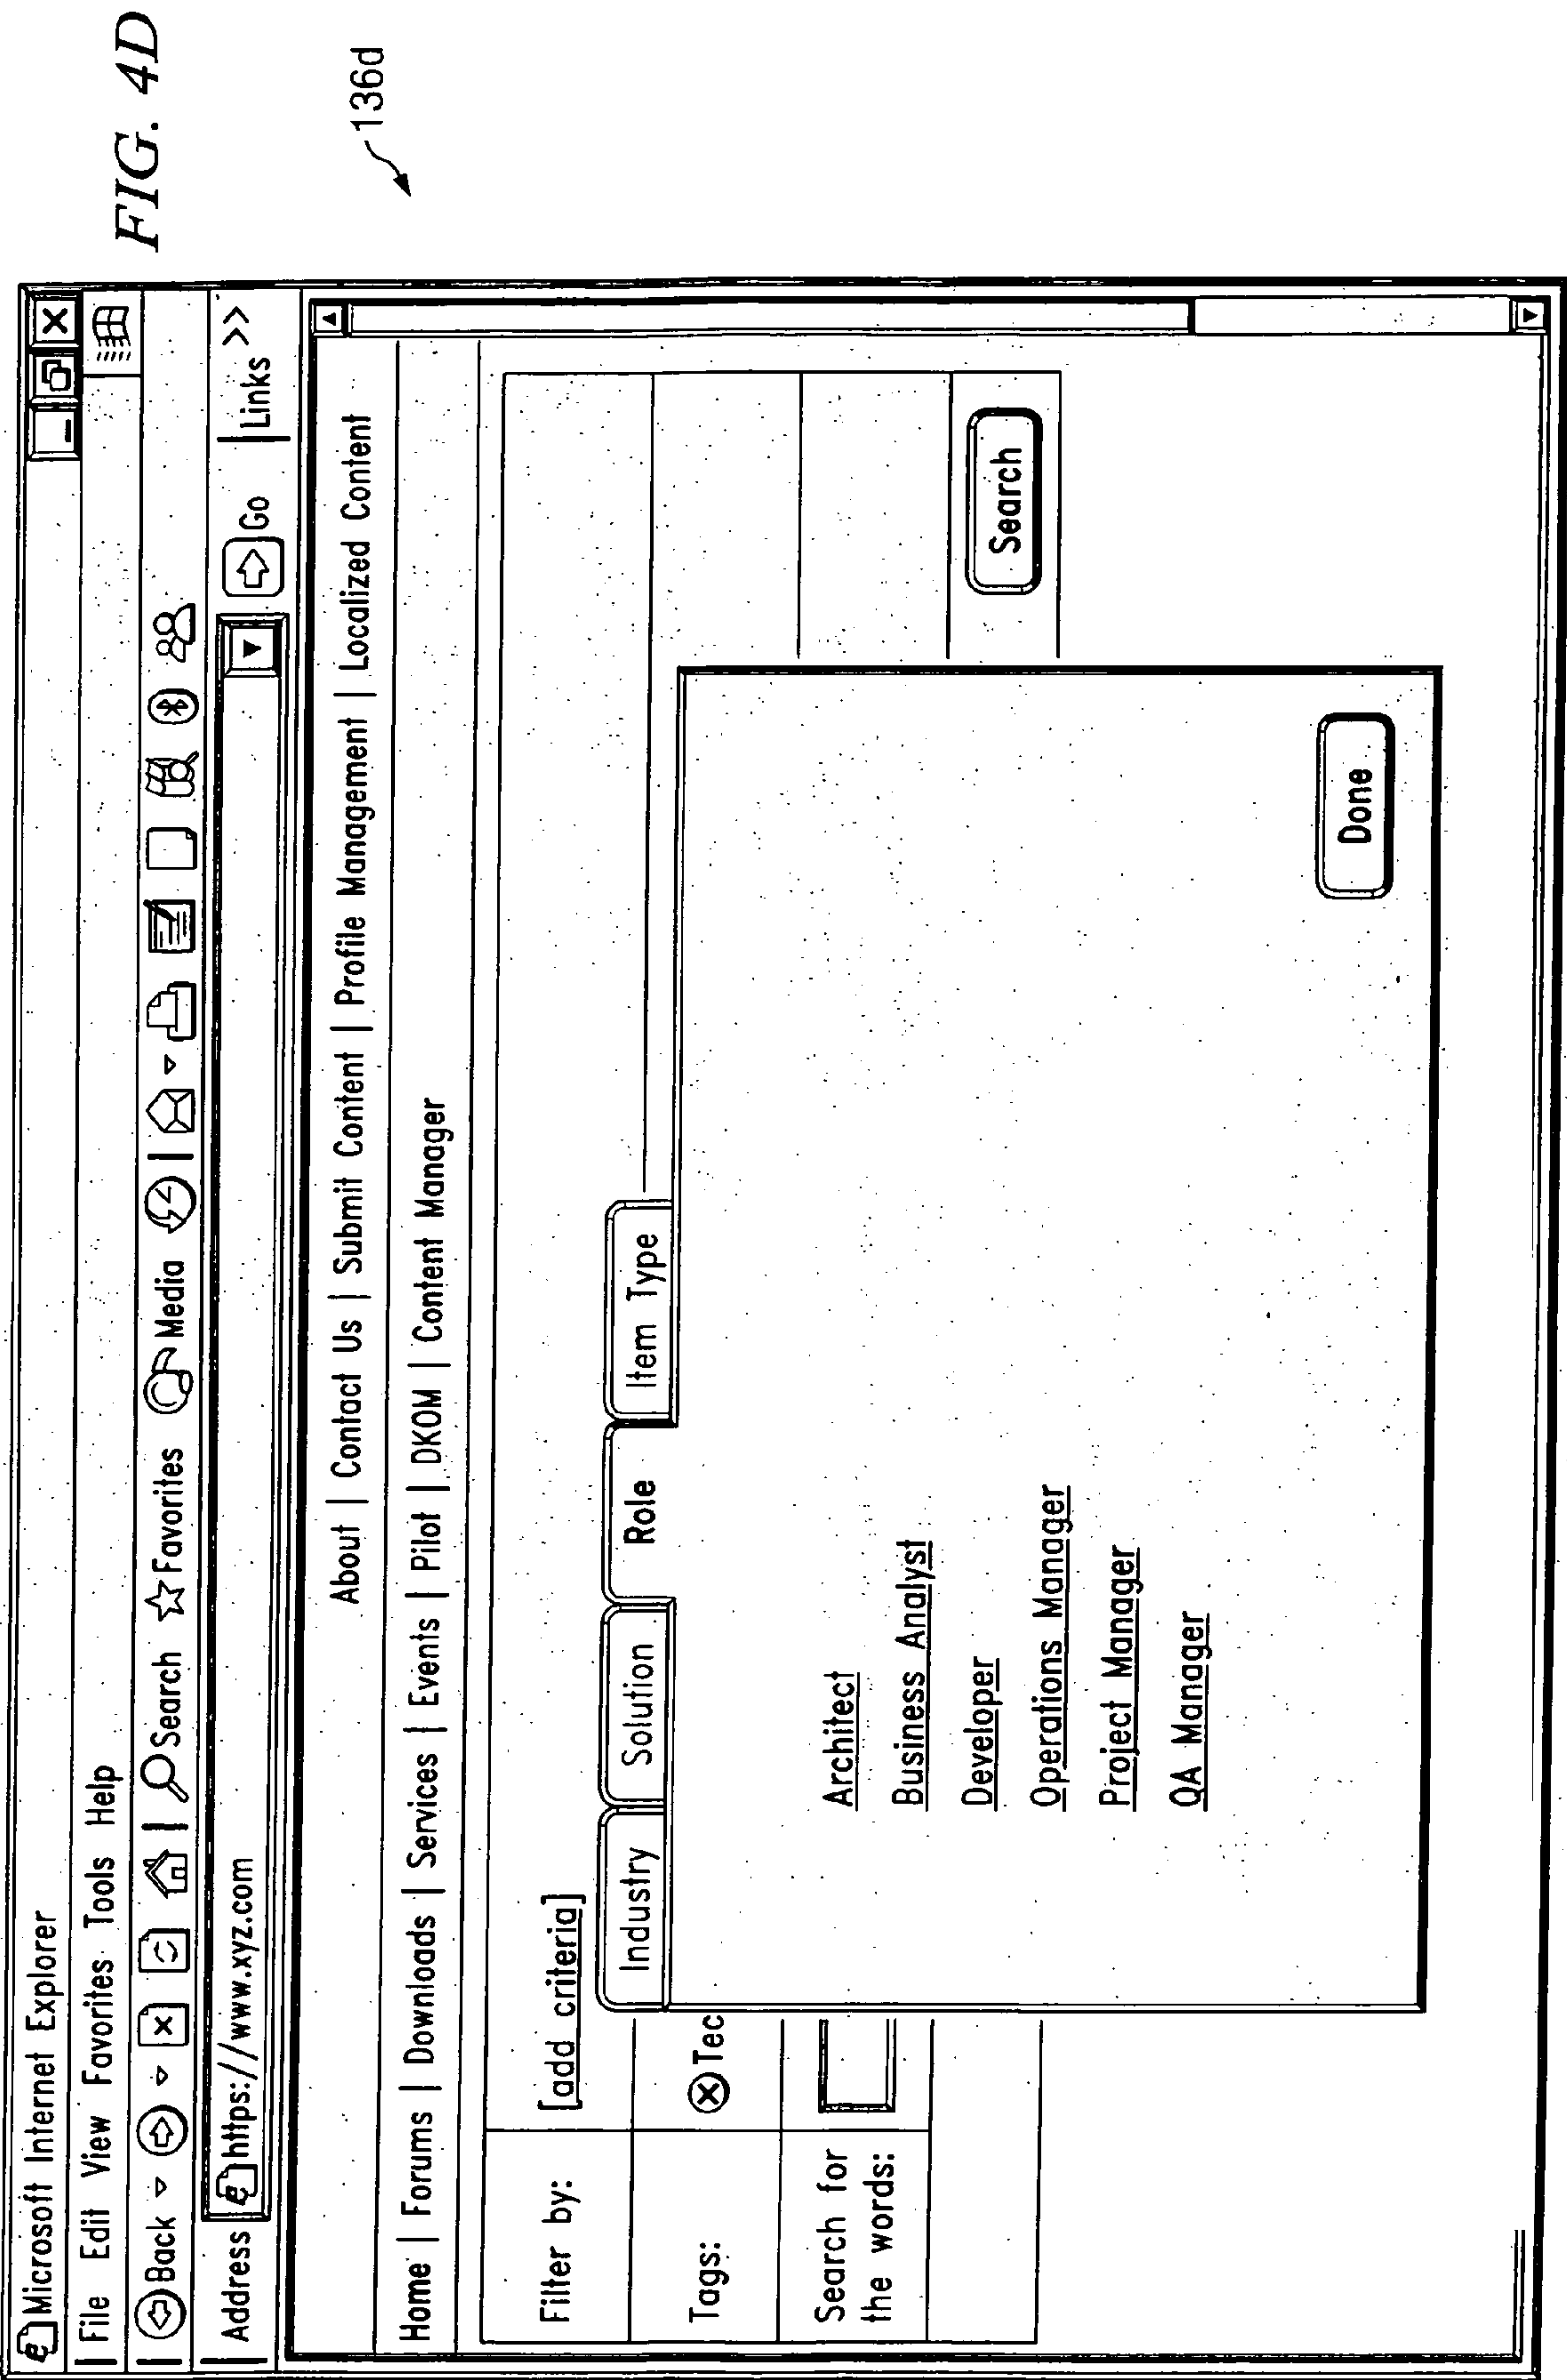 FIG. 4D
136d
Microsoft Internet Explorer
File Edit View Favorites Tools Help
Back Search Favorites Media
Address https://www.xyz.com Go Links >>
About | Contact Us | Submit Content | Profile Management | Localized Content
Home | Forums | Downloads | Services | Events | Pilot | DKOM | Content Manager
Filter by: [add criteria]
Industry Solution Role Item Type
Tags: Tec
Architect
Search for
the words:
Business Analyst
Developer
Search
Operations Manager
Project Manager
QA Manager
Done